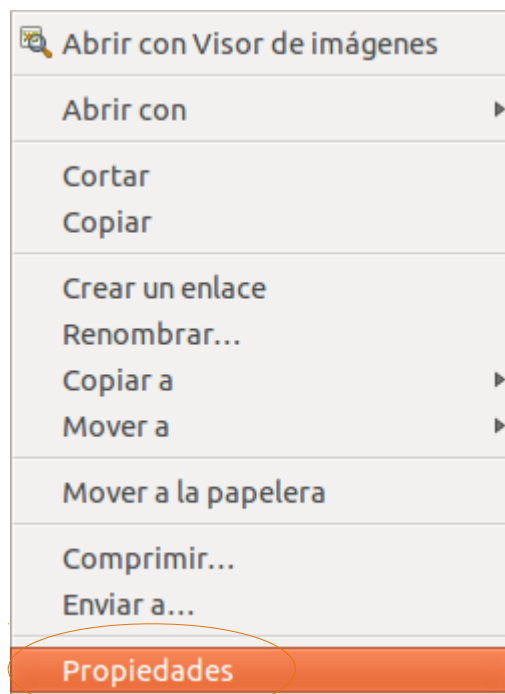 Abrir con Visor de imágenes
Abrir con
Cortar
Copiar
Crear un enlace
Renombrar...
Copiar a
Mover a
Mover a la papelera
Comprimir...
Enviar a...
Propiedades